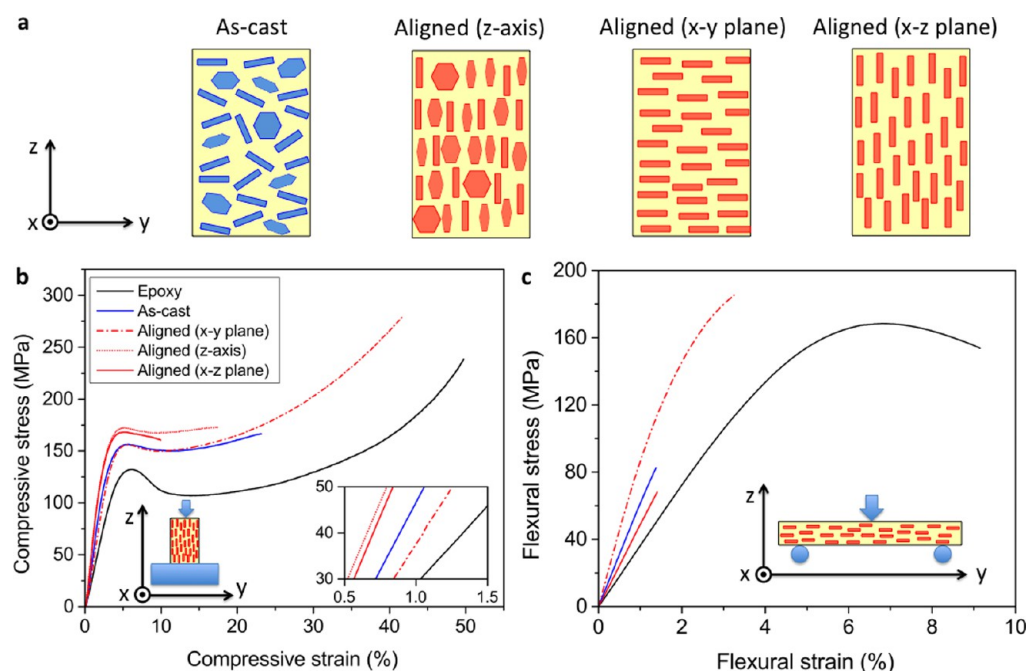 a
As-cast
Aligned (z-axis)
Aligned (x-y plane)
Aligned (x-z plane)
z
x
y
b
Compressive stress (MPa)
300
250
200
150
100
75
50
25
0
Epoxy
As-cast
Aligned (x-y plane)
Aligned (z-axis)
Aligned (x-z plane)
z
x
y
50
40
30
0.5
1.0
1.5
0
10
20
30
40
50
Compressive strain (%)
c
Flexural stress (MPa)
200
160
120
80
40
0
z
x
y
0
2
4
6
8
10
Flexural strain (%)